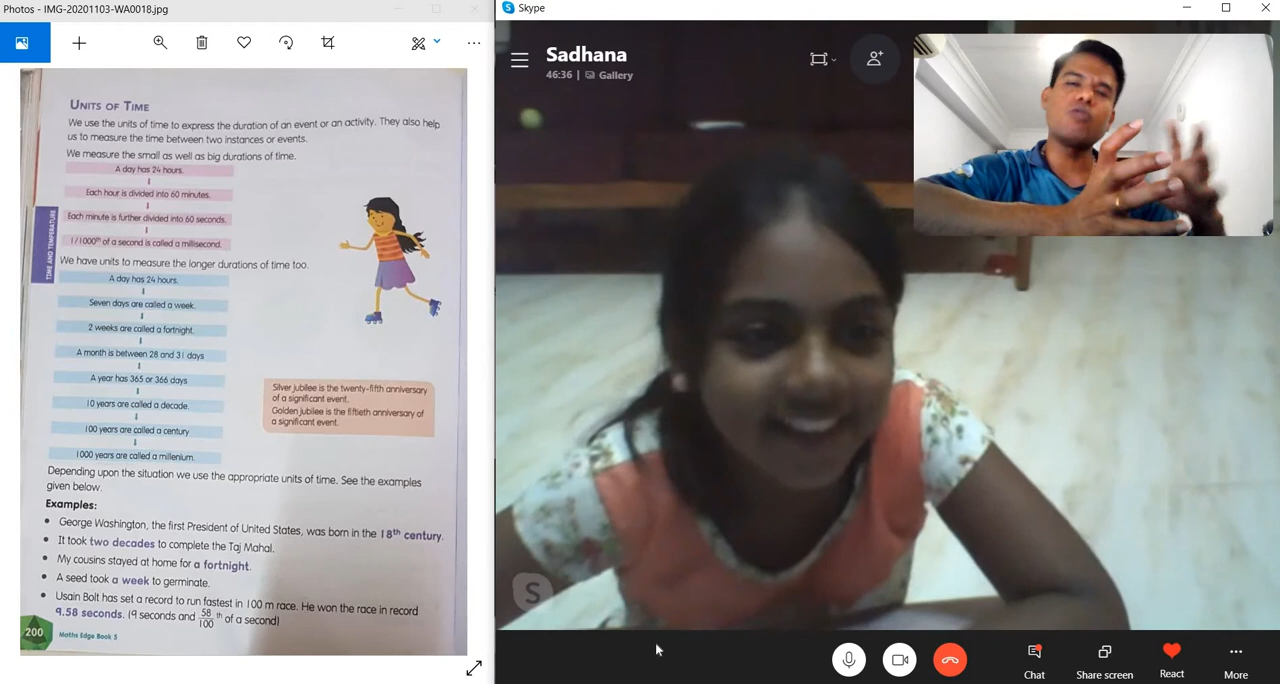 Photos - IMG-20201103-WA0018.jpg
UNITS OF TIME
We use the units of time to express the duration of an event or an activity. They also help
us to measure the time between two instances or events.
We measure the small as well as big durations of time.
A day has 24 hours.
Each hour is divided into 60 minutes.
Each minute is further divided into 60 seconds.
1/1000th of a second is called a millisecond.
We have units to measure the longer durations of time too.
A day has 24 hours.
Seven days are called a week.
2 weeks are called a fortnight.
A month is between 28 and 31 days
A year has 365 or 366 days
10 years are called a decade.
100 years are called a century
1000 years are called a millenium.
TIME AND TEMPERATURE
Silver jubilee is the twenty-fifth anniversary
of a significant event.
Golden jubilee is the fiftieth anniversary of
a significant event.
Depending upon the situation we use the appropriate units of time. See the examples
given below.
Examples:
• George Washington, the first President of United States, was born in the 18th century.
• It took two decades to complete the Taj Mahal.
• My cousins stayed at home for a fortnight.
• A seed took a week to germinate.
• Usain Bolt has set a record to run fastest in 100 m race. He won the race in record
9.58 seconds. (9 seconds and 58/100 th of a second)
200
Maths Edge Book 5
Skype
Sadhana
46:36 | Gallery
S
Chat
Share screen
React
More